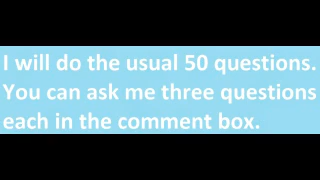 I will do the usual 50 questions.
You can ask me three questions
each in the comment box.